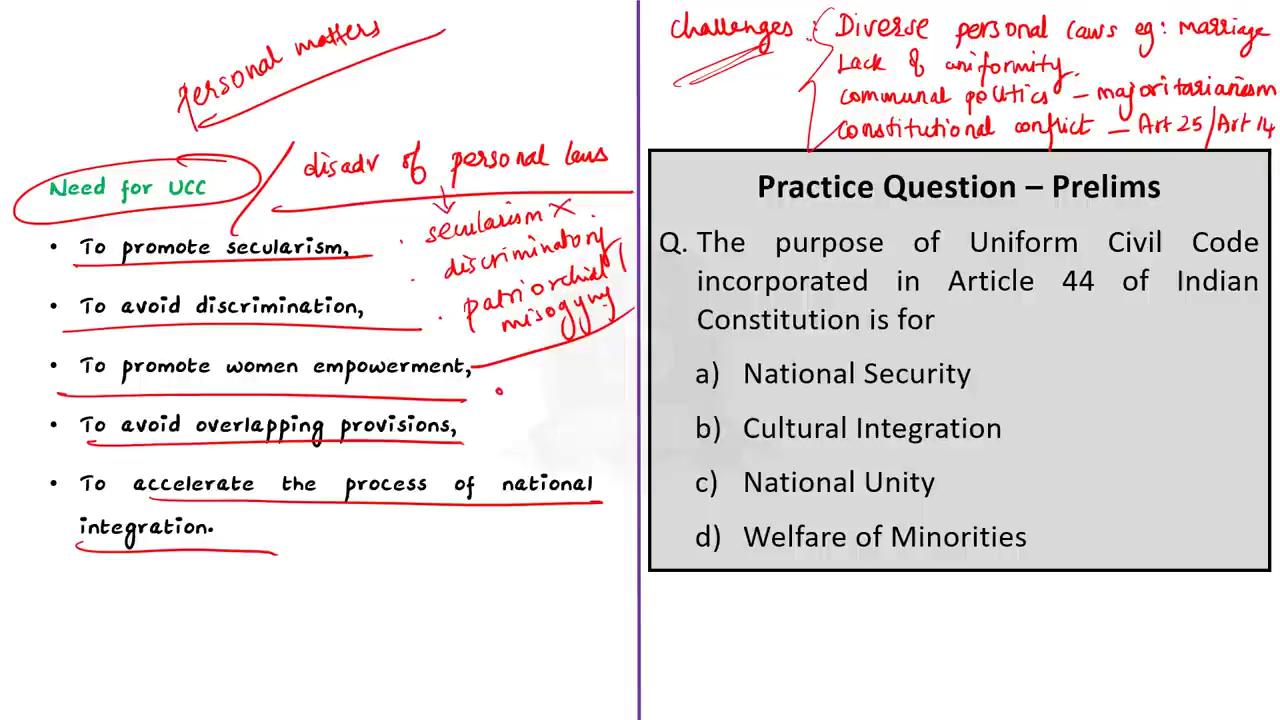 personal matters
Need for UCC
disadv of personal laws
secularism X
discriminatory
patriorchial
misogyny
• To promote secularism,
• To avoid discrimination,
• To promote women empowerment,
• To avoid overlapping provisions,
• To accelerate the process of national
integration.
challenges : Diverse personal laws eg: marriage
Lack of uniformity
communal politics – majoritarianism
constitutional conflict – Art 25/Art 14
Practice Question – Prelims
Q. The purpose of Uniform Civil Code
incorporated in Article 44 of Indian
Constitution is for
a) National Security
b) Cultural Integration
c) National Unity
d) Welfare of Minorities